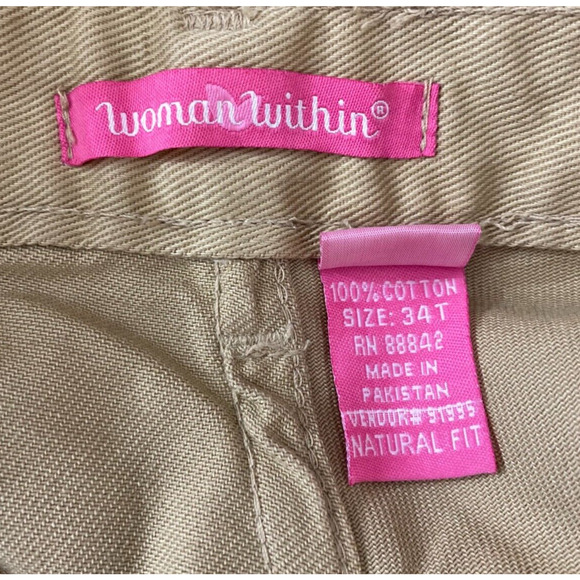 Woman Within®
100% COTTON
SIZE: 34T
RN 88842
MADE IN
PAKISTAN
VENDOR# 91995
NATURAL FIT